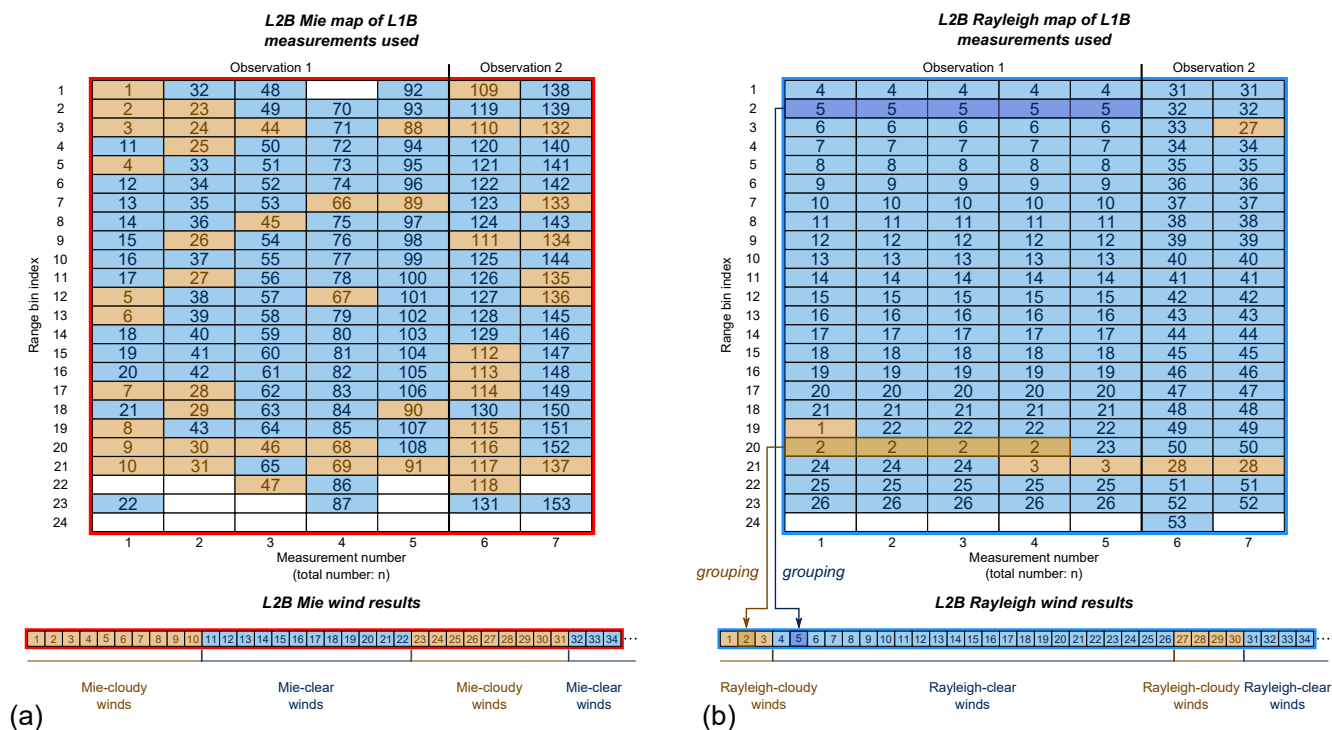 L2B Mie map of L1B
measurements used
Observation 1 Observation 2
Range bin index
1 1 32 48 92 109 138
2 2 23 49 70 93 119 139
3 3 24 44 71 88 110 132
4 11 25 50 72 94 120 140
5 4 33 51 73 95 121 141
6 12 34 52 74 96 122 142
7 13 35 53 66 89 123 133
8 14 36 45 75 97 124 143
9 15 26 54 76 98 111 134
10 16 37 55 77 99 125 144
11 17 27 56 78 100 126 135
12 5 38 57 67 101 127 136
13 6 39 58 79 102 128 145
14 18 40 59 80 103 129 146
15 19 41 60 81 104 112 147
16 20 42 61 82 105 113 148
17 7 28 62 83 106 114 149
18 21 29 63 84 90 130 150
19 8 43 64 85 107 115 151
20 9 30 46 68 108 116 152
21 10 31 65 69 91 117 137
22 47 86 118
23 22 87 131 153
24
1 2 3 4 5 6 7
Measurement number
(total number: n)
L2B Mie wind results
1 2 3 4 5 6 7 8 9 10 11 12 13 14 15 16 17 18 19 20 21 22 23 24 25 26 27 28 29 30 31 32 33 34 ...
Mie-cloudy winds
Mie-clear winds
Mie-cloudy winds
Mie-clear winds
(a)
L2B Rayleigh map of L1B
measurements used
Observation 1 Observation 2
Range bin index
1 4 4 4 4 4 31 31
2 5 5 5 5 5 32 32
3 6 6 6 6 6 33 27
4 7 7 7 7 7 34 34
5 8 8 8 8 8 35 35
6 9 9 9 9 9 36 36
7 10 10 10 10 10 37 37
8 11 11 11 11 11 38 38
9 12 12 12 12 12 39 39
10 13 13 13 13 13 40 40
11 14 14 14 14 14 41 41
12 15 15 15 15 15 42 42
13 16 16 16 16 16 43 43
14 17 17 17 17 17 44 44
15 18 18 18 18 18 45 45
16 19 19 19 19 19 46 46
17 20 20 20 20 20 47 47
18 21 21 21 21 21 48 48
19 1 22 22 22 22 49 49
20 2 2 2 2 23 50 50
21 24 24 24 3 3 28 28
22 25 25 25 25 25 51 51
23 26 26 26 26 26 52 52
24 53
1 2 3 4 5 6 7
Measurement number
(total number: n)
grouping
grouping
L2B Rayleigh wind results
1 2 3 4 5 6 7 8 9 10 11 12 13 14 15 16 17 18 19 20 21 22 23 24 25 26 27 28 29 30 31 32 33 34 ...
Rayleigh-cloudy winds
Rayleigh-clear winds
Rayleigh-cloudy winds
Rayleigh-clear winds
(b)